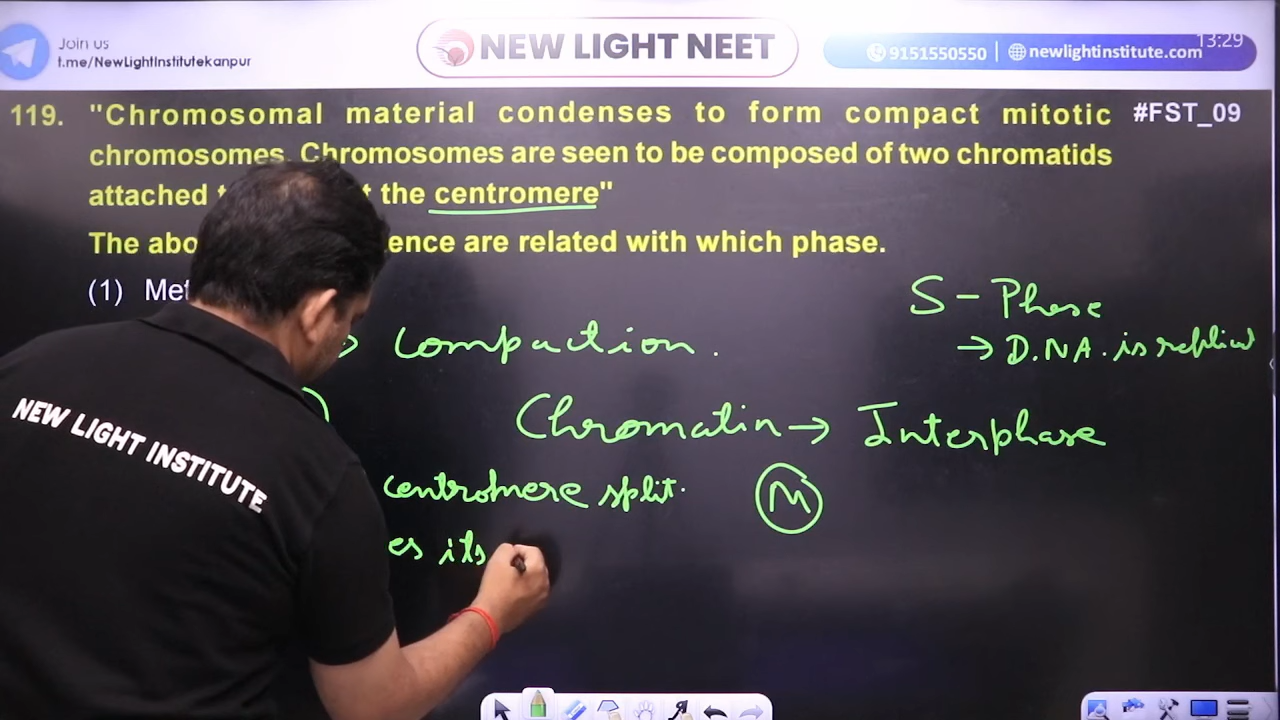 Join us
t.me/NewLightInstitutekanpur
NEW LIGHT NEET
9151550550 | newlightinstitute.com
13:29
119. "Chromosomal material condenses to form compact mitotic #FST_09
chromosomes. Chromosomes are seen to be composed of two chromatids
attached the centromere"
The ence are related with which phase.
(1) Met
S - Phase
→ Compaction.
→ D.NA. is replicat
Chromatin → Interphase
centromere split. M
es its
NEW LIGHT INSTITUTE